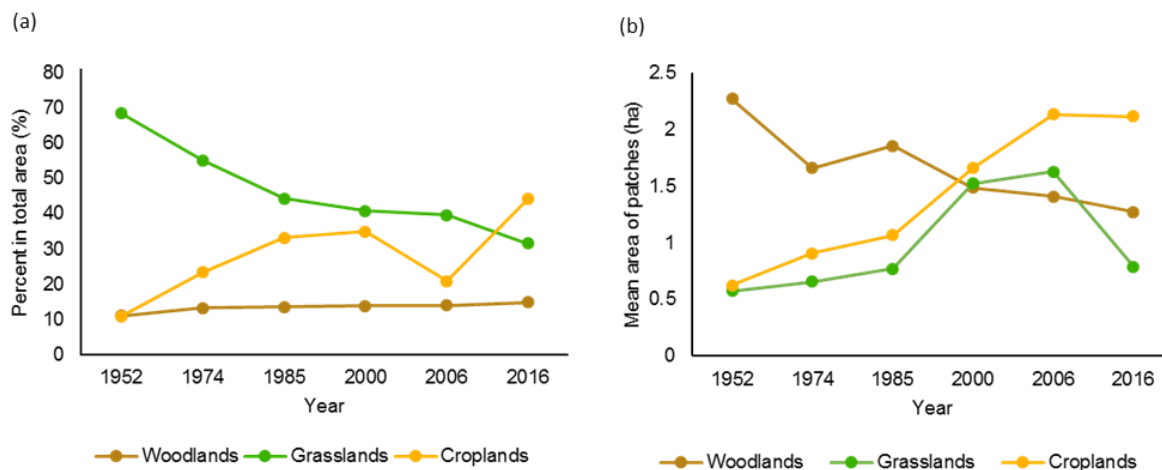 (a)
Percent in total area (%)
80
70
60
50
40
30
20
10
0
1952 1974 1985 2000 2006 2016
Year
Woodlands Grasslands Croplands
(b)
Mean area of patches (ha)
2.5
2
1.5
1
0.5
0
1952 1974 1985 2000 2006 2016
Year
Woodlands Grasslands Croplands